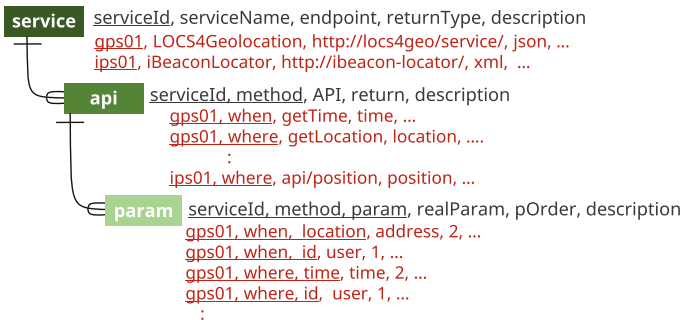 service serviceId, serviceName, endpoint, returnType, description
gps01, LOCS4Geolocation, http://locs4geo/service/, json, ...
ips01, iBeaconLocator, http://ibeacon-locator/, xml, ...
api serviceId, method, API, return, description
gps01, when, getTime, time, ...
gps01, where, getLocation, location, ....
:
ips01, where, api/position, position, ...
param serviceId, method, param, realParam, pOrder, description
gps01, when, location, address, 2, ...
gps01, when, id, user, 1, ...
gps01, where, time, time, 2, ...
gps01, where, id, user, 1, ...
: